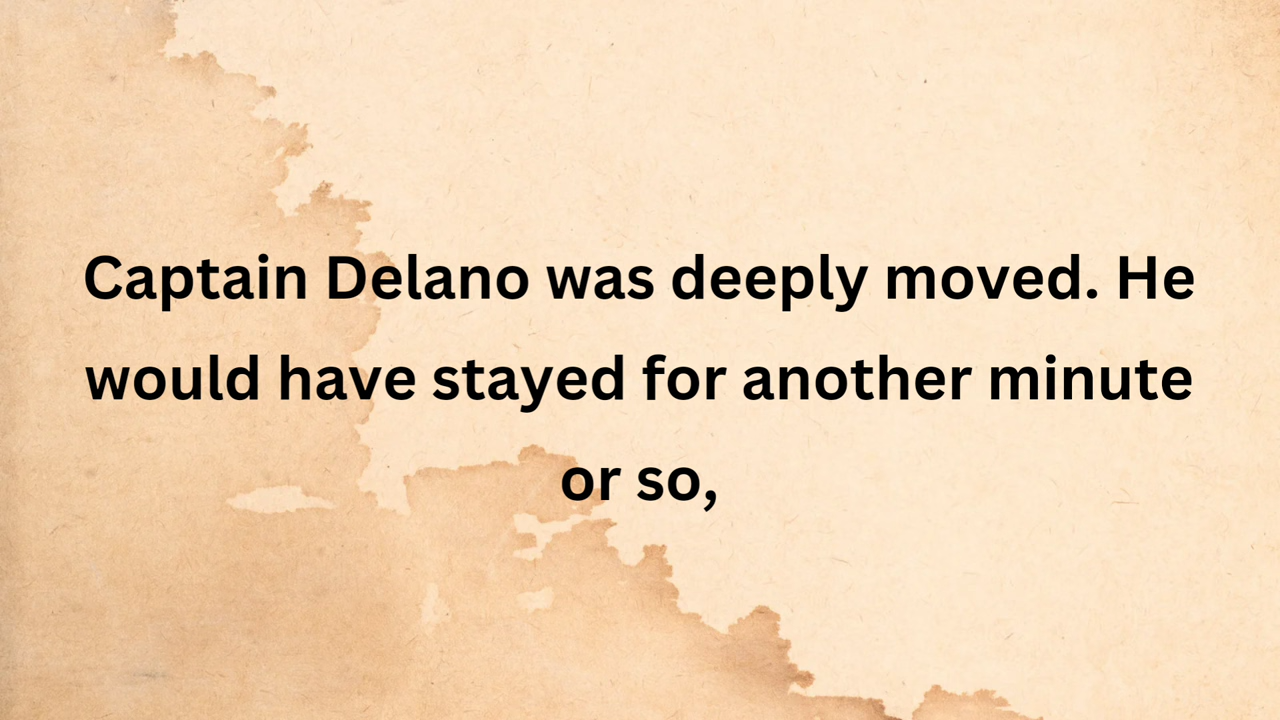 Captain Delano was deeply moved. He
would have stayed for another minute
or so,